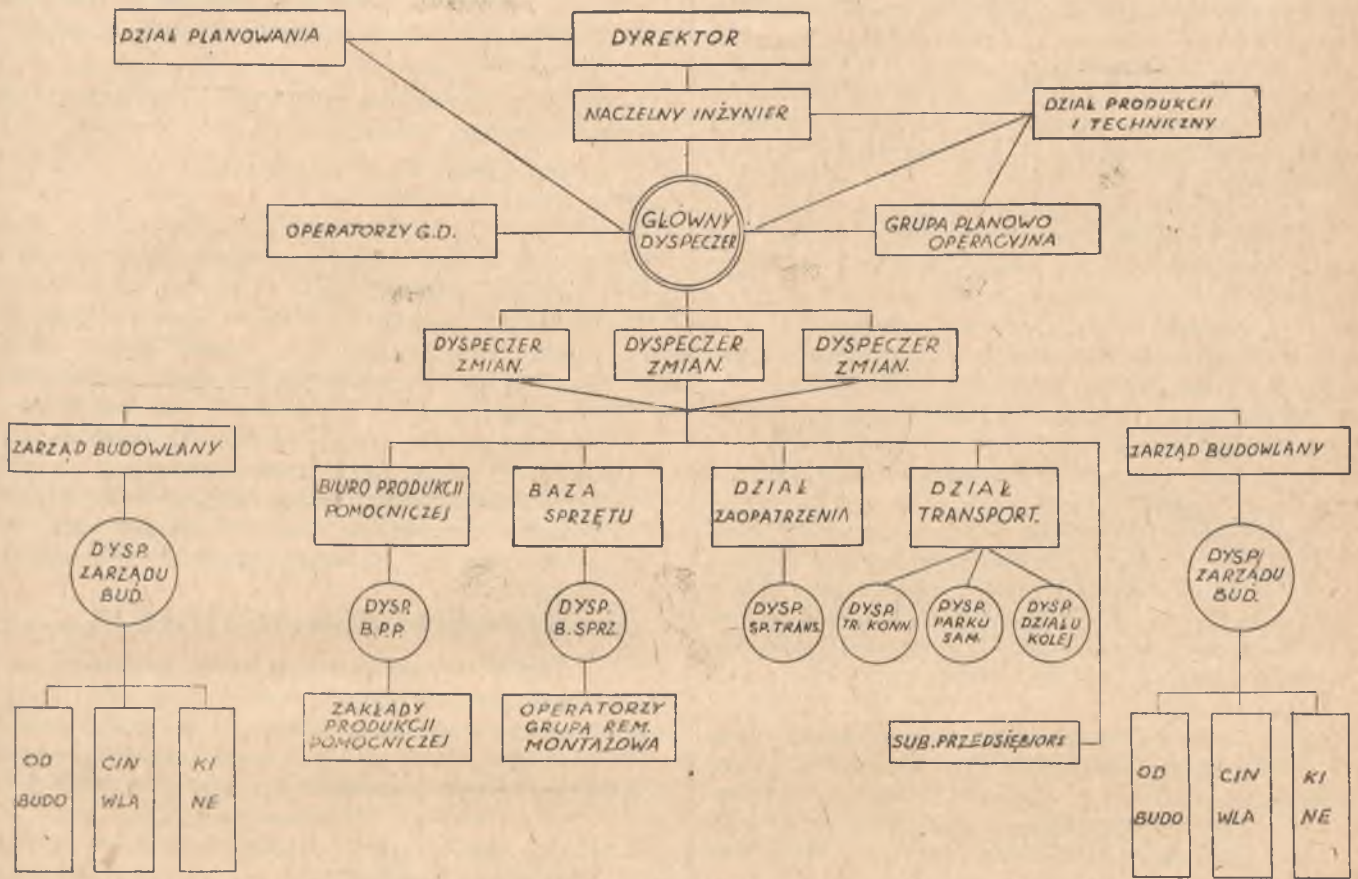 DZIAŁ PLANOWANIA
DYREKTOR
NACZELNY INŻYNIER
DZIAŁ PRODUKCJI
I TECHNICZNY
OPERATORZY G.D.
GŁÓWNY
DYSPECZER
GRUPA PLANOWO
OPERACYJNA
DYSPECZER
ZMIAN.
DYSPECZER
ZMIAN.
DYSPECZER
ZMIAN.
ZARZĄD BUDOWLANY
BIURO PRODUKCJI
POMOCNICZEJ
BAZA
SPRZĘTU
DZIAŁ
ZAOPATRZENIA
DZIAŁ
TRANSPORT.
ZARZĄD BUDOWLANY
DYSP.
ZARZĄDU
BUD.
DYSP.
B.P.P.
DYSP.
B.SPRZ.
DYSP.
SP.TRANS.
DYSP.
TR. KONN.
DYSP.
PARKU
SAM.
DYSP.
DZIAŁU
KOLEJ
DYSP/
ZARZĄDU
BUD.
ZAKŁADY
PRODUKCJI
POMOCNICZEJ
OPERATORZY
GRUPA REM.
MONTAŻOWA
SUB.PRZEDSIĘBIORS
OD
BUDO
CIN
WLA
KI
NE
OD
BUDO
CIN
WLA
KI
NE